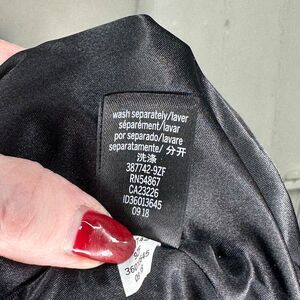 wash separately/laver
séparément/lavar
por separado/lavare
separatamente/ 分开
洗涤
387742-9ZF
RN54867
CA23226
ID36013645
09 18